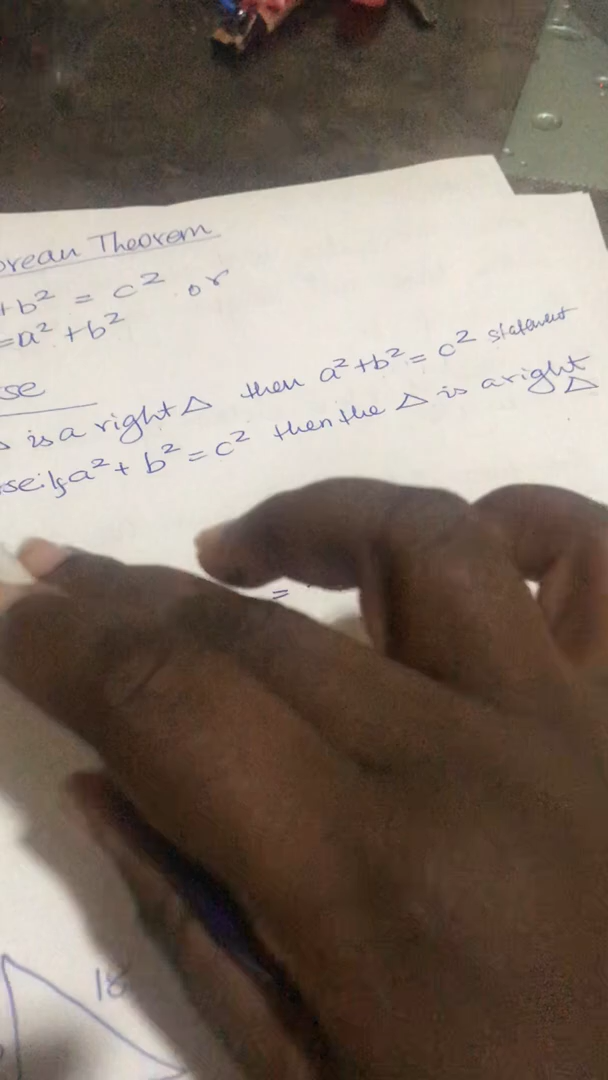 orean Theorem
+b² = c² or
=a² +b²
se
is a right △ then a²+b² = c² statement
se: If a² + b² = c² then the △ is a right
△
=
18